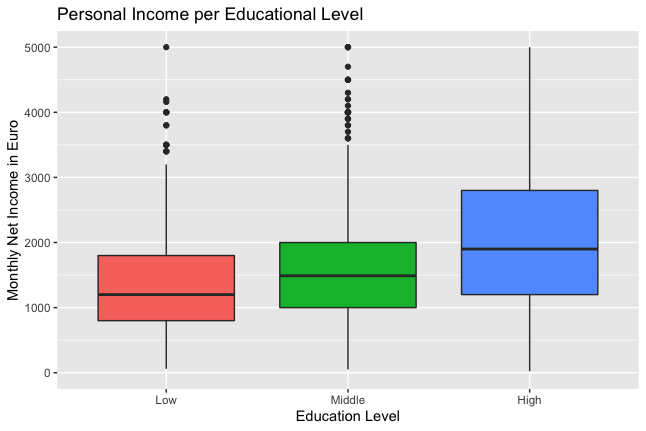 Personal Income per Educational Level
Monthly Net Income in Euro
5000
4000
3000
2000
1000
0
Low Middle High
Education Level